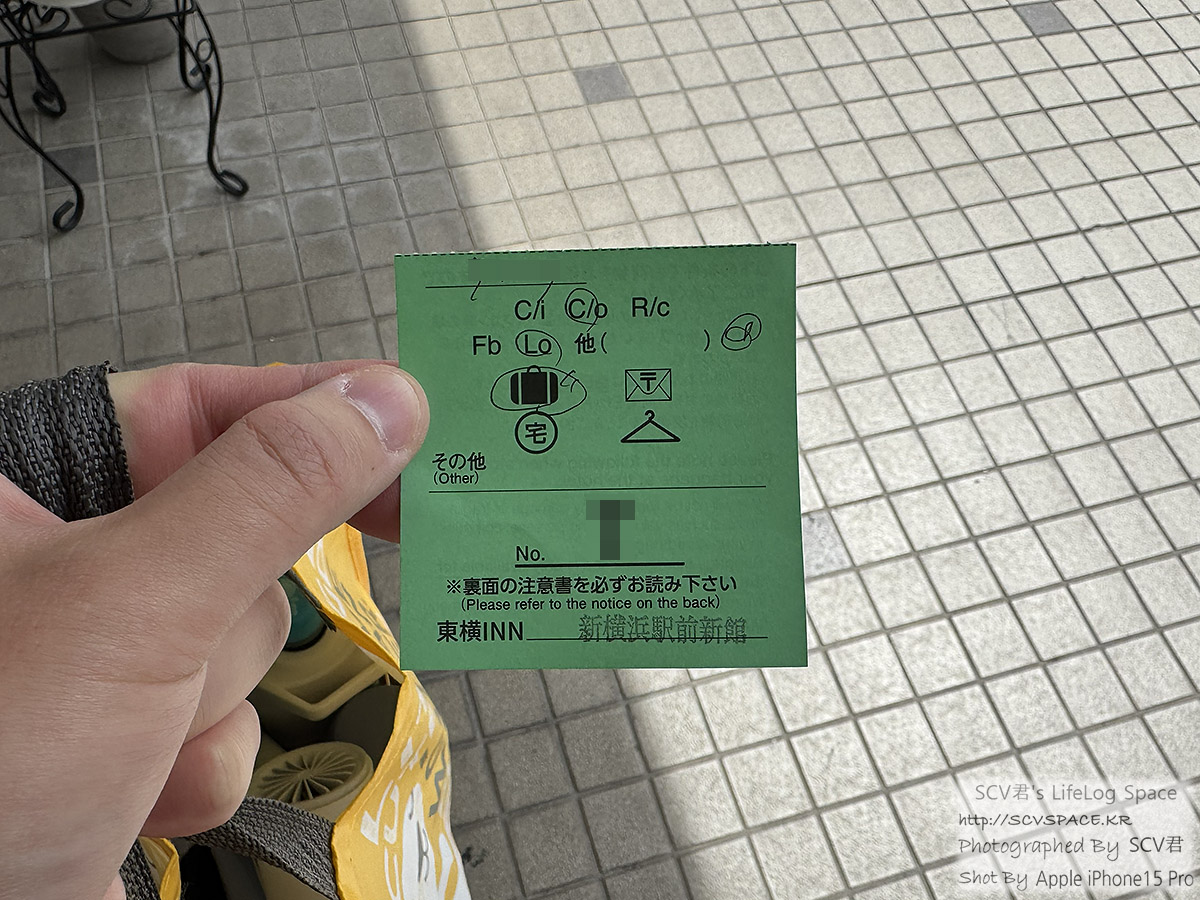 C/i C/o R/c
Fb Lo 他( )
〒
宅
その他
(Other)
No.
※裏面の注意書を必ずお読み下さい
(Please refer to the notice on the back)
東横INN 新横浜駅前新館
SCV君's LifeLog Space
http://SCVSPACE.KR
Photographed By SCV君
Shot By Apple iPhone15 Pro